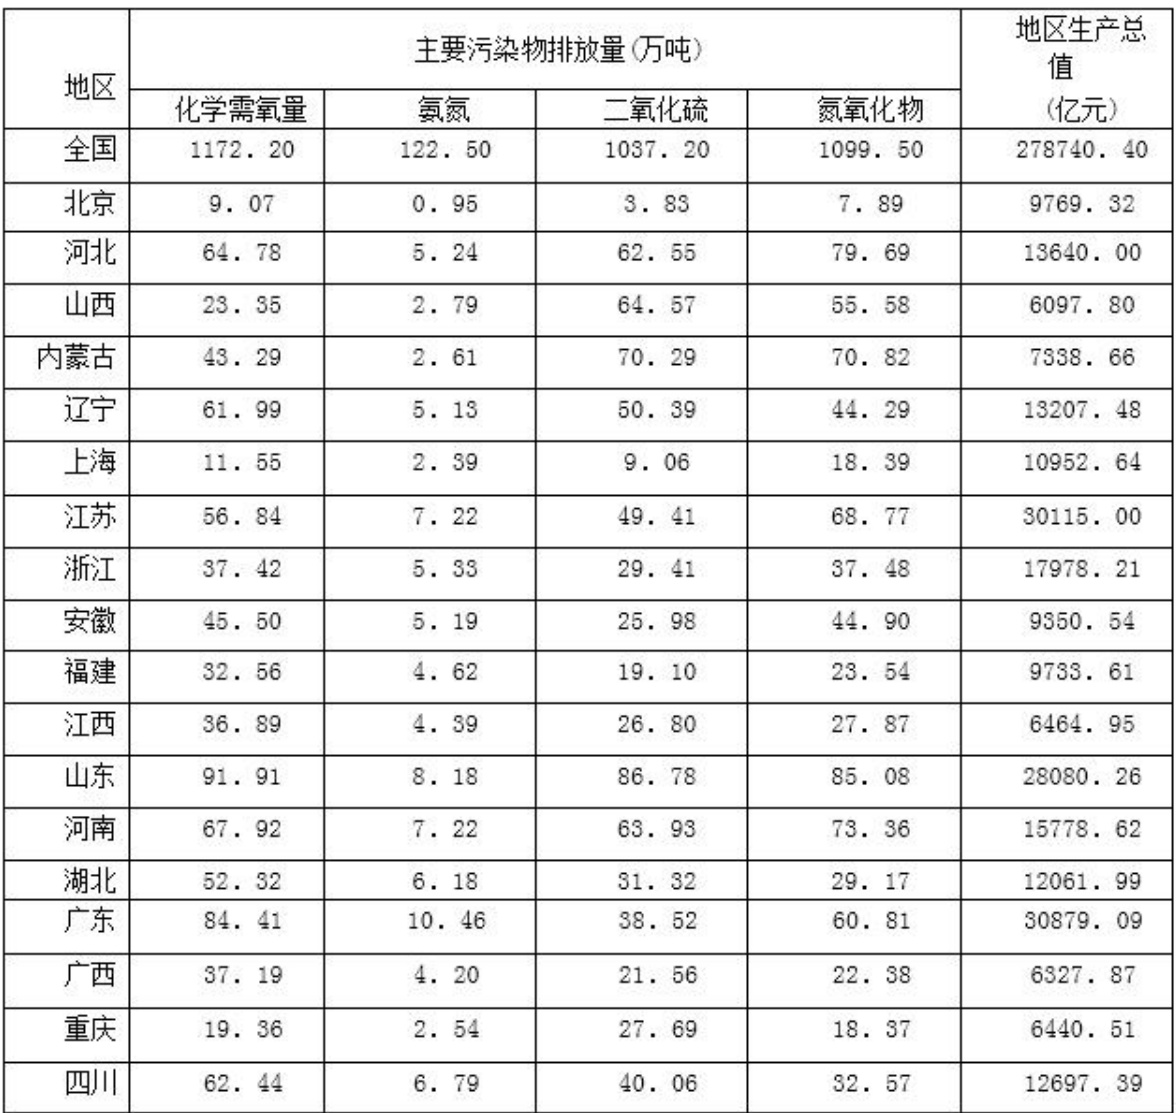 地区 主要污染物排放量(万吨) 地区生产总值(亿元)
化学需氧量 氨氮 二氧化硫 氮氧化物
全国 1172.20 122.50 1037.20 1099.50 278740.40
北京 9.07 0.95 3.83 7.89 9769.32
河北 64.78 5.24 62.55 79.69 13640.00
山西 23.35 2.79 64.57 55.58 6097.80
内蒙古 43.29 2.61 70.29 70.82 7338.66
辽宁 61.99 5.13 50.39 44.29 13207.48
上海 11.55 2.39 9.06 18.39 10952.64
江苏 56.84 7.22 49.41 68.77 30115.00
浙江 37.42 5.33 29.41 37.48 17978.21
安徽 45.50 5.19 25.98 44.90 9350.54
福建 32.56 4.62 19.10 23.54 9733.61
江西 36.89 4.39 26.80 27.87 6464.95
山东 91.91 8.18 86.78 85.08 28080.26
河南 67.92 7.22 63.93 73.36 15778.62
湖北 52.32 6.18 31.32 29.17 12061.99
广东 84.41 10.46 38.52 60.81 30879.09
广西 37.19 4.20 21.56 22.38 6327.87
重庆 19.36 2.54 27.69 18.37 6440.51
四川 62.44 6.79 40.06 32.57 12697.39